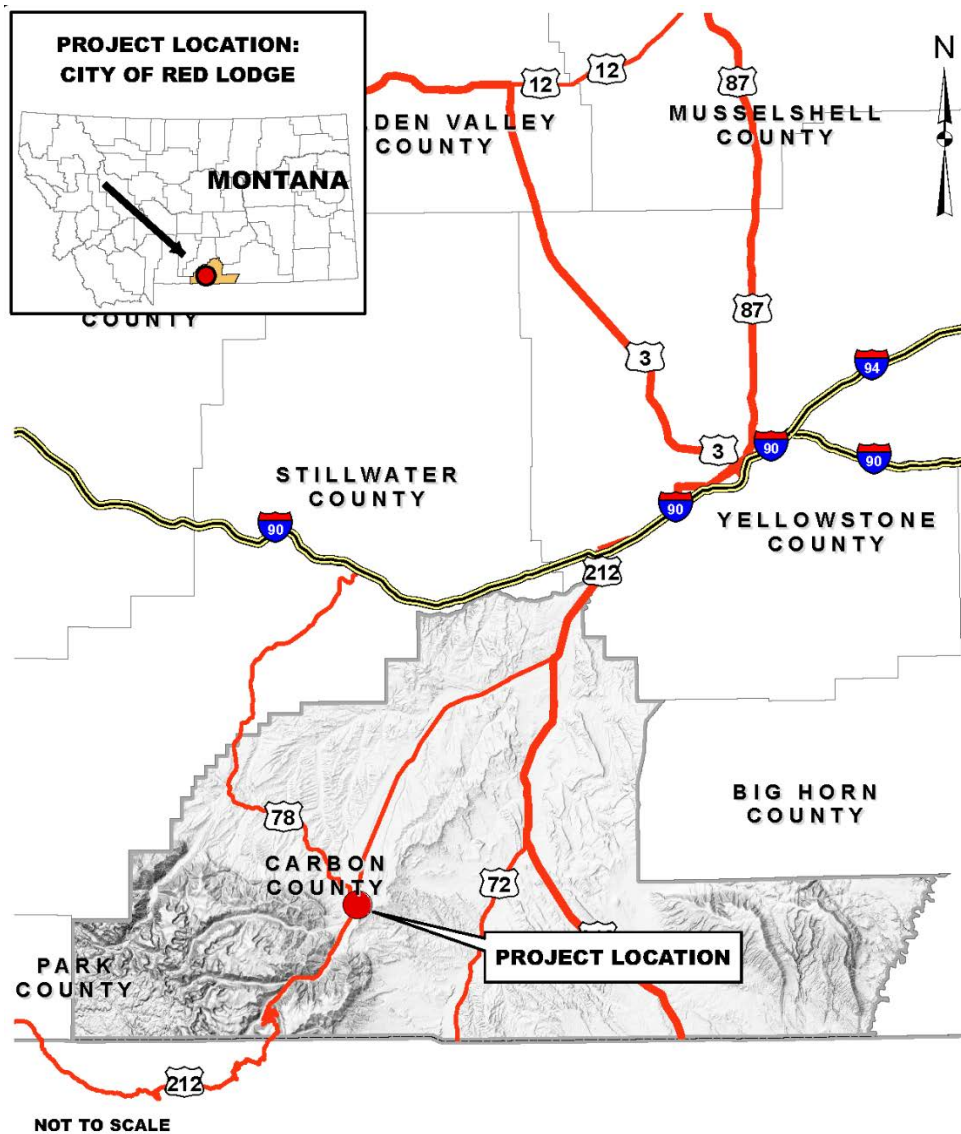 PROJECT LOCATION:
CITY OF RED LODGE
MONTANA
COUNTY
12
12
87
N
DEN VALLEY
COUNTY
MUSSELSHELL
COUNTY
87
3
94
3
90
90
STILLWATER
COUNTY
90
90
YELLOWSTONE
COUNTY
212
BIG HORN
COUNTY
78
CARBON
COUNTY
72
PROJECT LOCATION
PARK
COUNTY
212
NOT TO SCALE